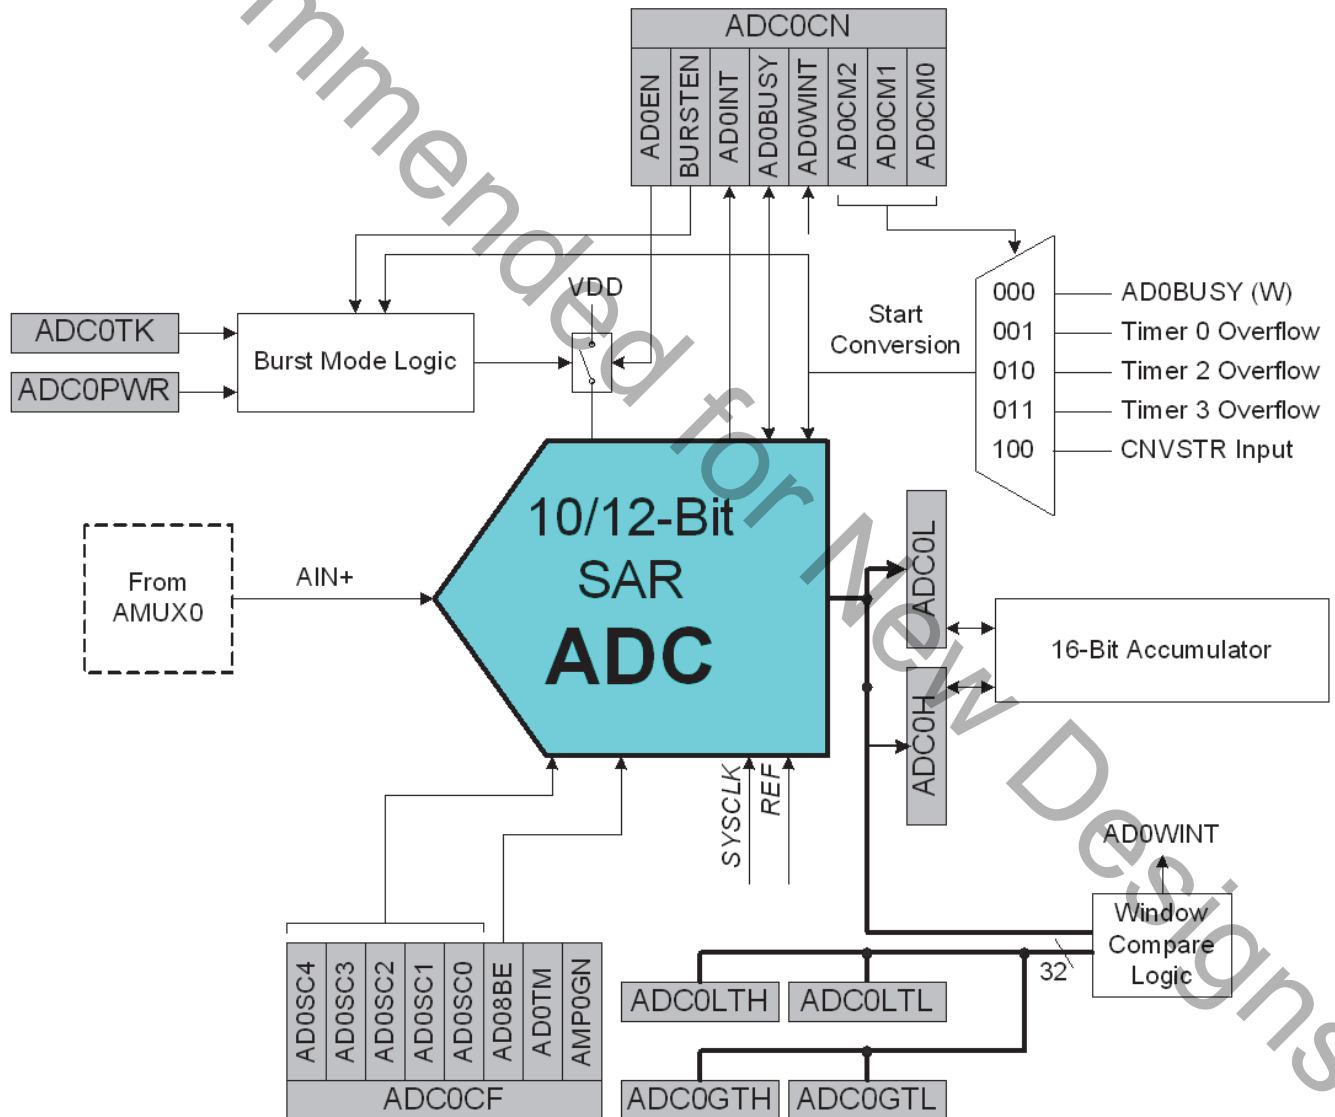 ADC0CN
AD0EN
BURSTEN
AD0INT
AD0BUSY
AD0WINT
AD0CM2
AD0CM1
AD0CM0
VDD
ADC0TK
ADC0PWR
Burst Mode Logic
Start
Conversion
000
AD0BUSY (W)
001
Timer 0 Overflow
010
Timer 2 Overflow
011
Timer 3 Overflow
100
CNVSTR Input
From
AMUX0
AIN+
10/12-Bit
SAR
ADC
ADC0L
ADC0H
16-Bit Accumulator
SYSCLK
REF
AD0WINT
Window
Compare
Logic
32
AD0SC4
AD0SC3
AD0SC2
AD0SC1
AD0SC0
AD08BE
AD0TM
AMP0GN
ADC0CF
ADC0LTH
ADC0LTL
ADC0GTH
ADC0GTL
mmended for New Designs